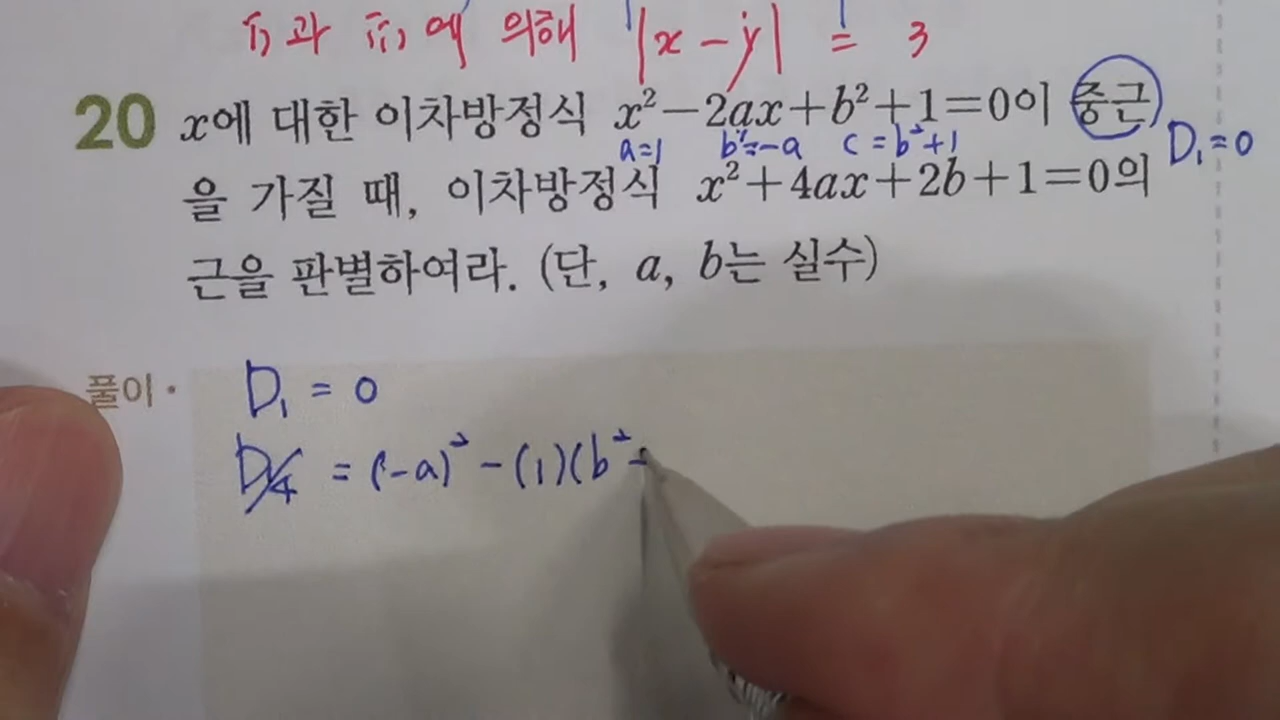 i)과 ii)에 의해 |x-y| = 3
20 x에 대한 이차방정식 x²-2ax+b²+1=0이 중근
a=1 b'=-a c=b²+1 D₁=0
을 가질 때, 이차방정식 x²+4ax+2b+1=0의
근을 판별하여라. (단, a, b는 실수)
풀이· D₁ = 0
D/4 = (-a)² - (1)(b²